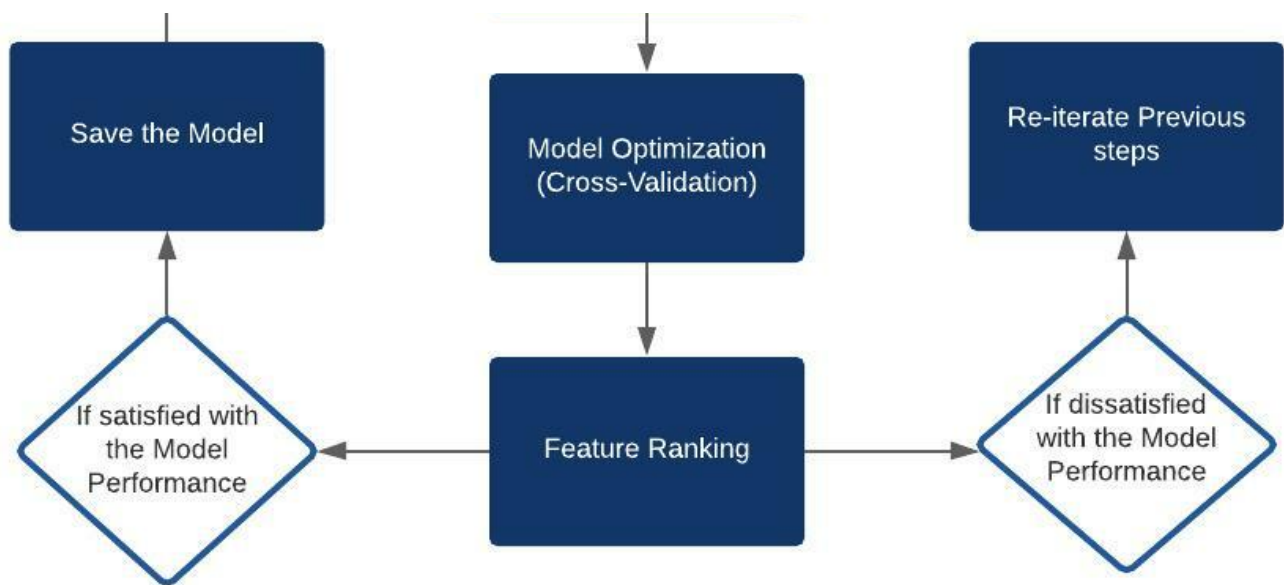 Save the Model
Model Optimization
(Cross-Validation)
Re-iterate Previous
steps
If satisfied with
the Model
Performance
Feature Ranking
If dissatisfied
with the Model
Performance